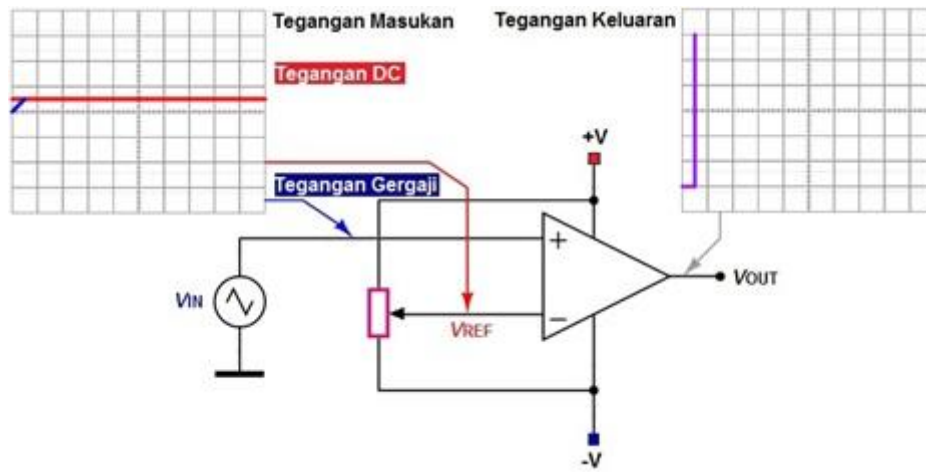 Tegangan Masukan
Tegangan Keluaran
Tegangan DC
+V
Tegangan Gergaji
+
VIN
VREF
−
VOUT
-V